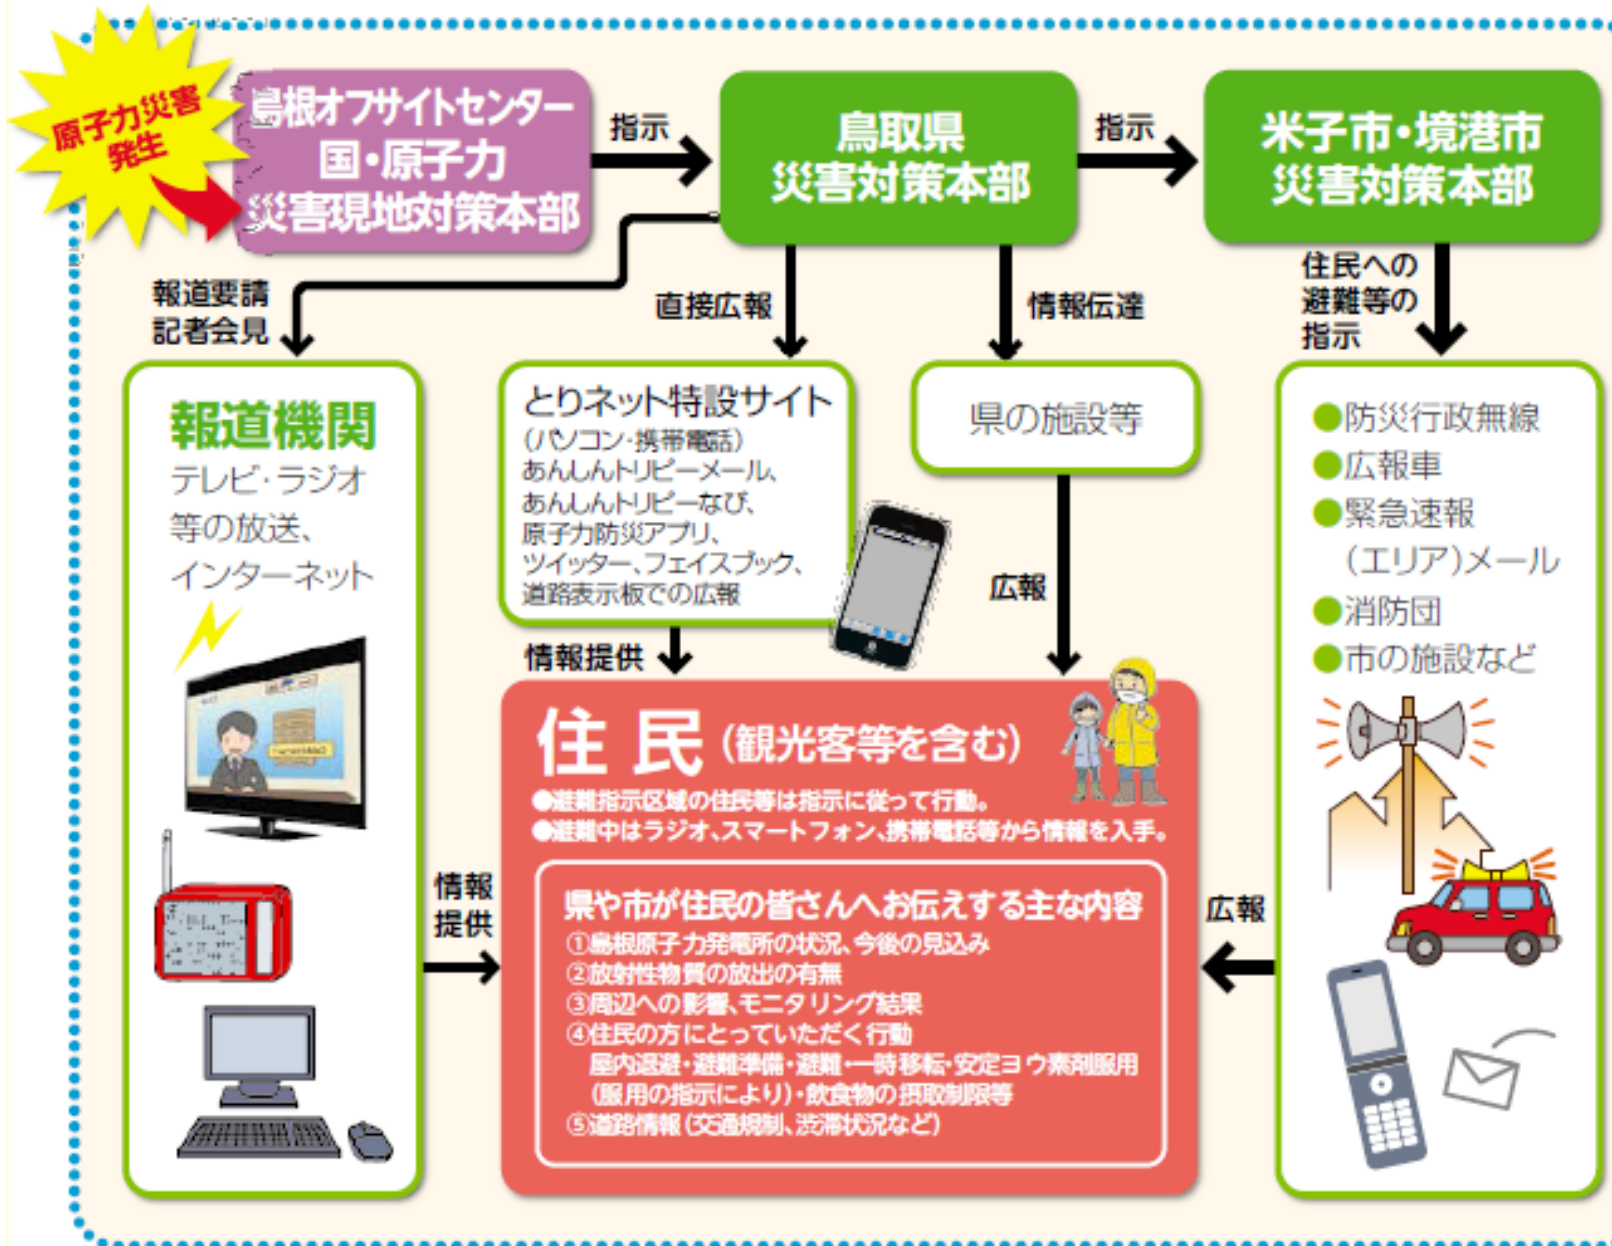 原子力災害
発生
島根オフサイトセンター
国・原子力
災害現地対策本部
指示
鳥取県
災害対策本部
指示
米子市・境港市
災害対策本部
報道要請
記者会見
直接広報
情報伝達
住民への
避難等の
指示
報道機関
テレビ・ラジオ
等の放送、
インターネット
とりネット特設サイト
(パソコン・携帯電話)
あんしんトリピーメール、
あんしんトリピーなび、
原子力防災アプリ、
ツイッター、フェイスブック、
道路表示板での広報
県の施設等
●防災行政無線
●広報車
●緊急速報
(エリア)メール
●消防団
●市の施設など
情報提供
広報
住民(観光客等を含む)
●避難指示区域の住民等は指示に従って行動。
●避難中はラジオ、スマートフォン、携帯電話等から情報を入手。
情報
提供
広報
県や市が住民の皆さんへお伝えする主な内容
①島根原子力発電所の状況、今後の見込み
②放射性物質の放出の有無
③周辺への影響、モニタリング結果
④住民の方にとっていただく行動
屋内退避・避難準備・避難・一時移転・安定ヨウ素剤服用
(服用の指示により)・飲食物の摂取制限等
⑤道路情報(交通規制、渋滞状況など)